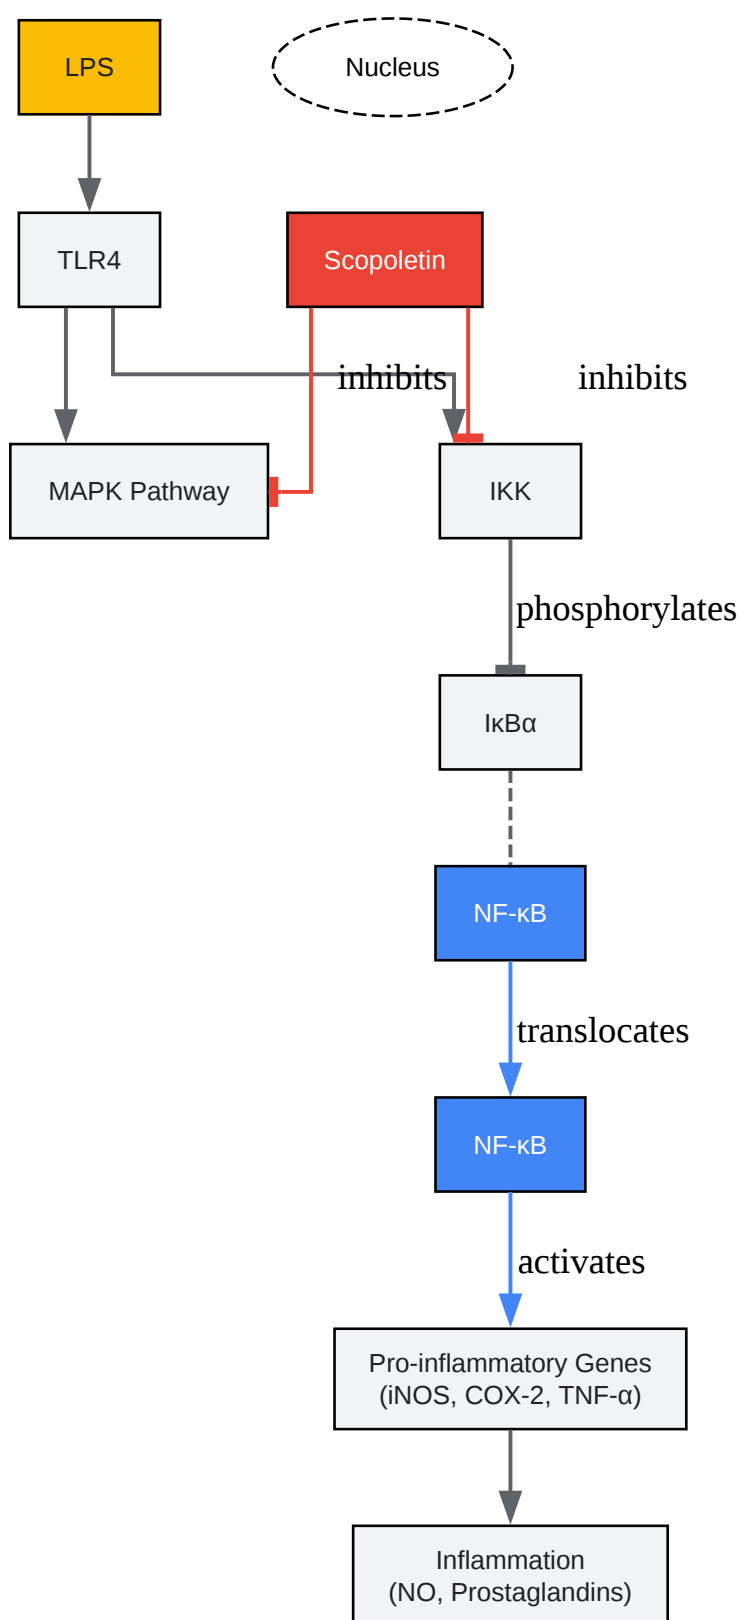 LPS
Nucleus
TLR4
Scopoletin
inhibits
inhibits
MAPK Pathway
IKK
phosphorylates
IκBα
NF-κB
translocates
NF-κB
activates
Pro-inflammatory Genes
(iNOS, COX-2, TNF-α)
Inflammation
(NO, Prostaglandins)